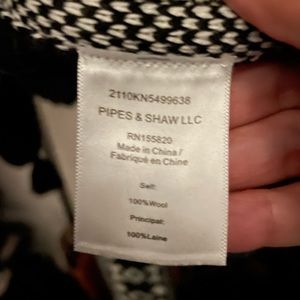 2110KN5499638
PIPES & SHAW LLC
RN155820
Made in China /
Fabriqué en Chine
Self:
100%Wool
Principal:
100%Laine